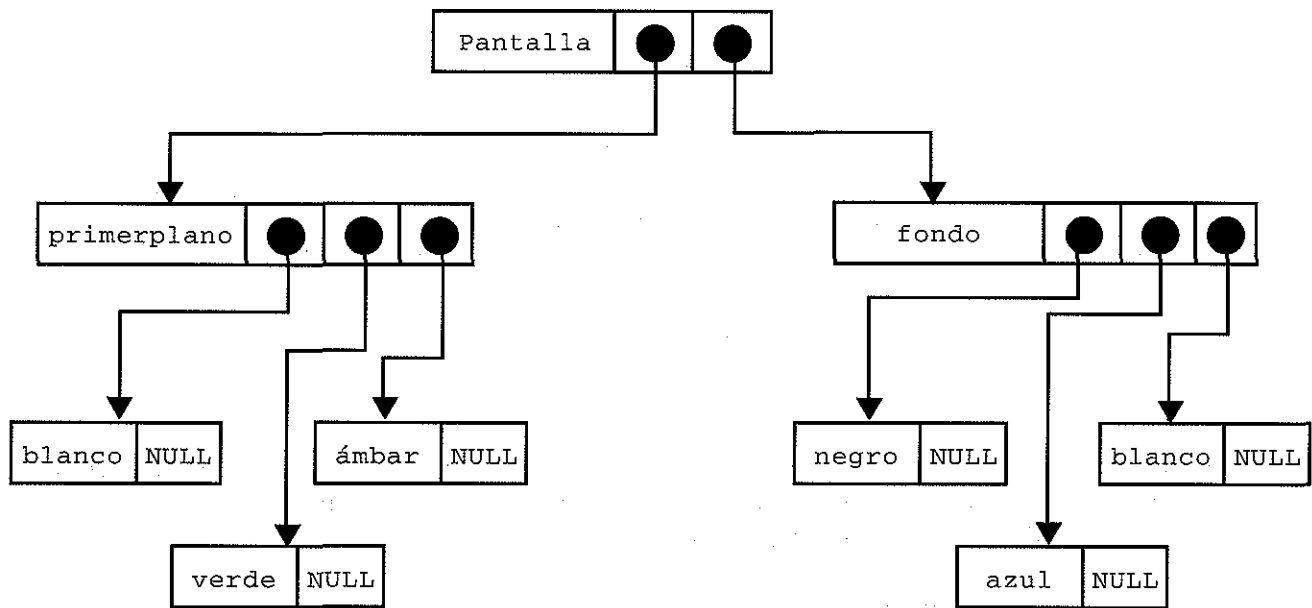 Pantalla
primerplano
fondo
blanco NULL
ámbar NULL
negro NULL
blanco NULL
verde NULL
azul NULL